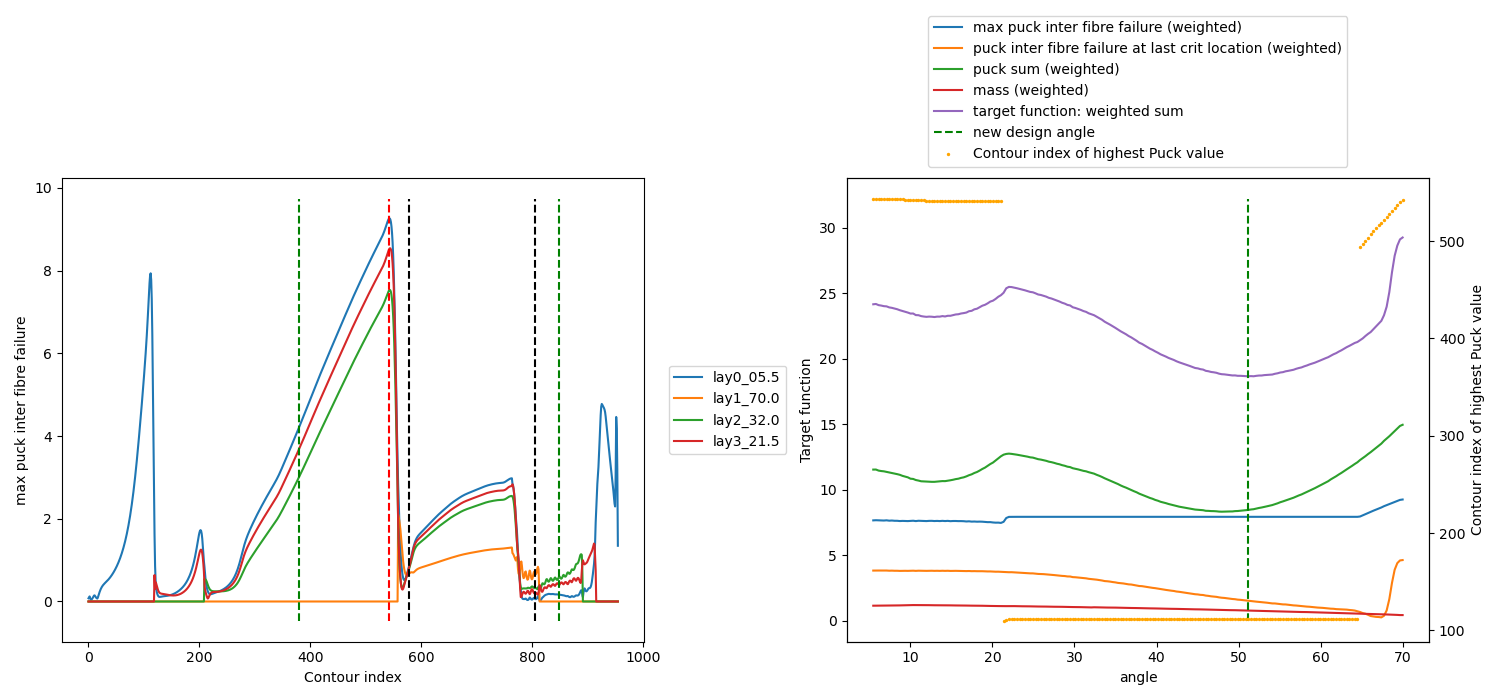 max puck inter fibre failure (weighted)
puck inter fibre failure at last crit location (weighted)
puck sum (weighted)
mass (weighted)
target function: weighted sum
new design angle
Contour index of highest Puck value
10
8
6
4
2
0
max puck inter fibre failure
0
200
400
600
800
1000
Contour index
lay0_05.5
lay1_70.0
lay2_32.0
lay3_21.5
30
25
20
15
10
5
0
Target function
10
20
30
40
50
60
70
angle
500
400
300
200
100
Contour index of highest Puck value